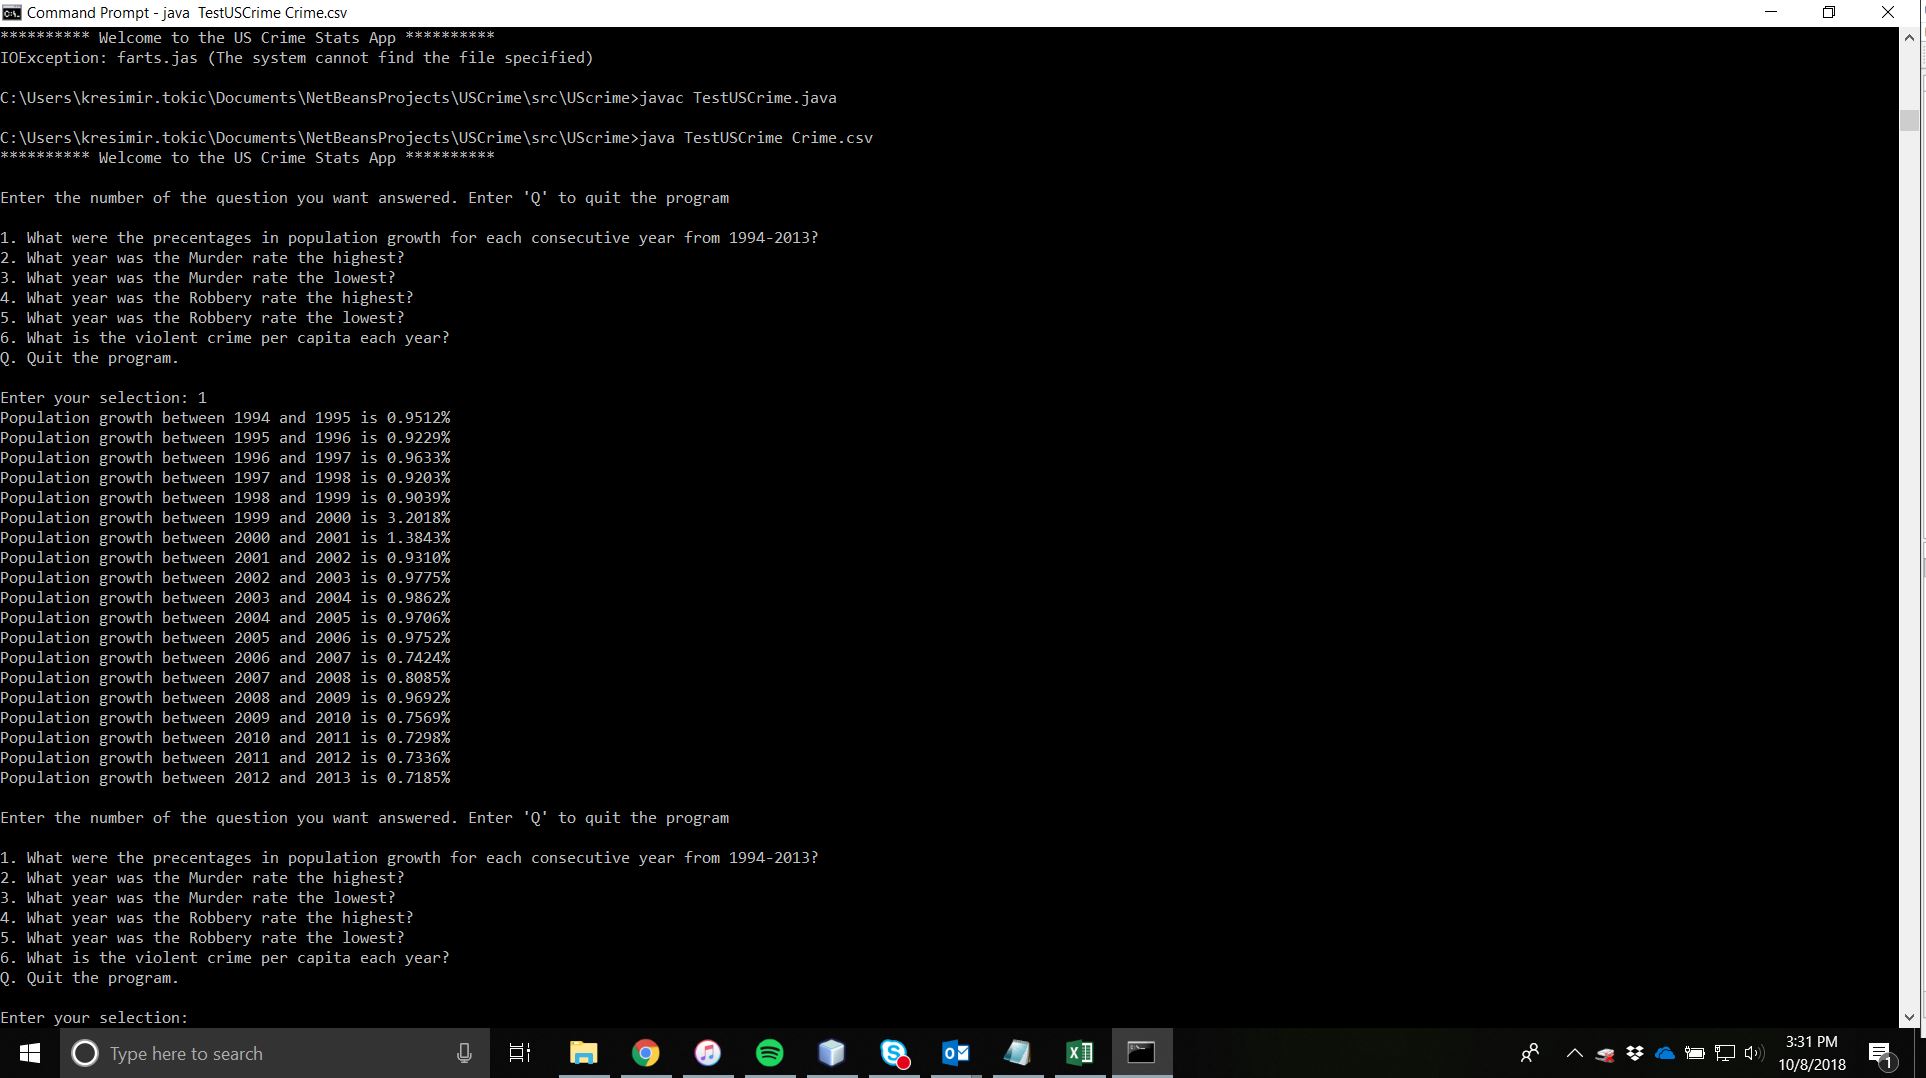 Command Prompt - java  TestUSCrime Crime.csv
********** Welcome to the US Crime Stats App **********
IOException: farts.jas (The system cannot find the file specified)
C:\Users\kresimir.tokic\Documents\NetBeansProjects\USCrime\src\UScrime>javac TestUSCrime.java
C:\Users\kresimir.tokic\Documents\NetBeansProjects\USCrime\src\UScrime>java TestUSCrime Crime.csv
********** Welcome to the US Crime Stats App **********
Enter the number of the question you want answered. Enter 'Q' to quit the program
1. What were the precentages in population growth for each consecutive year from 1994-2013?
2. What year was the Murder rate the highest?
3. What year was the Murder rate the lowest?
4. What year was the Robbery rate the highest?
5. What year was the Robbery rate the lowest?
6. What is the violent crime per capita each year?
Q. Quit the program.
Enter your selection: 1
Population growth between 1994 and 1995 is 0.9512%
Population growth between 1995 and 1996 is 0.9229%
Population growth between 1996 and 1997 is 0.9633%
Population growth between 1997 and 1998 is 0.9203%
Population growth between 1998 and 1999 is 0.9039%
Population growth between 1999 and 2000 is 3.2018%
Population growth between 2000 and 2001 is 1.3843%
Population growth between 2001 and 2002 is 0.9310%
Population growth between 2002 and 2003 is 0.9775%
Population growth between 2003 and 2004 is 0.9862%
Population growth between 2004 and 2005 is 0.9706%
Population growth between 2005 and 2006 is 0.9752%
Population growth between 2006 and 2007 is 0.7424%
Population growth between 2007 and 2008 is 0.8085%
Population growth between 2008 and 2009 is 0.9692%
Population growth between 2009 and 2010 is 0.7569%
Population growth between 2010 and 2011 is 0.7298%
Population growth between 2011 and 2012 is 0.7336%
Population growth between 2012 and 2013 is 0.7185%
Enter the number of the question you want answered. Enter 'Q' to quit the program
1. What were the precentages in population growth for each consecutive year from 1994-2013?
2. What year was the Murder rate the highest?
3. What year was the Murder rate the lowest?
4. What year was the Robbery rate the highest?
5. What year was the Robbery rate the lowest?
6. What is the violent crime per capita each year?
Q. Quit the program.
Enter your selection:
Type here to search
3:31 PM
10/8/2018
1